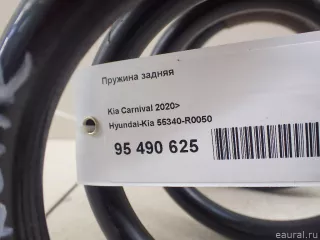 Пружина задняя
Kia Carnival 2020>
Hyundai-Kia 55340-R0050
95 490 625
eaural.ru